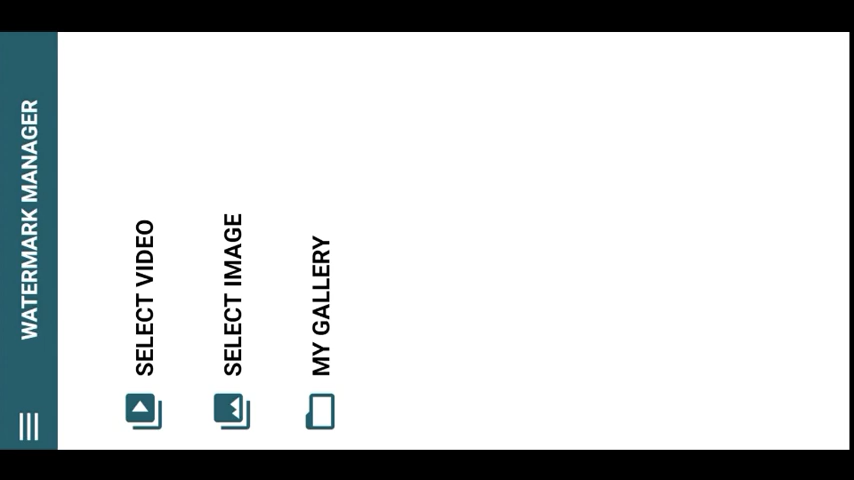 WATERMARK MANAGER
SELECT VIDEO
SELECT IMAGE
MY GALLERY